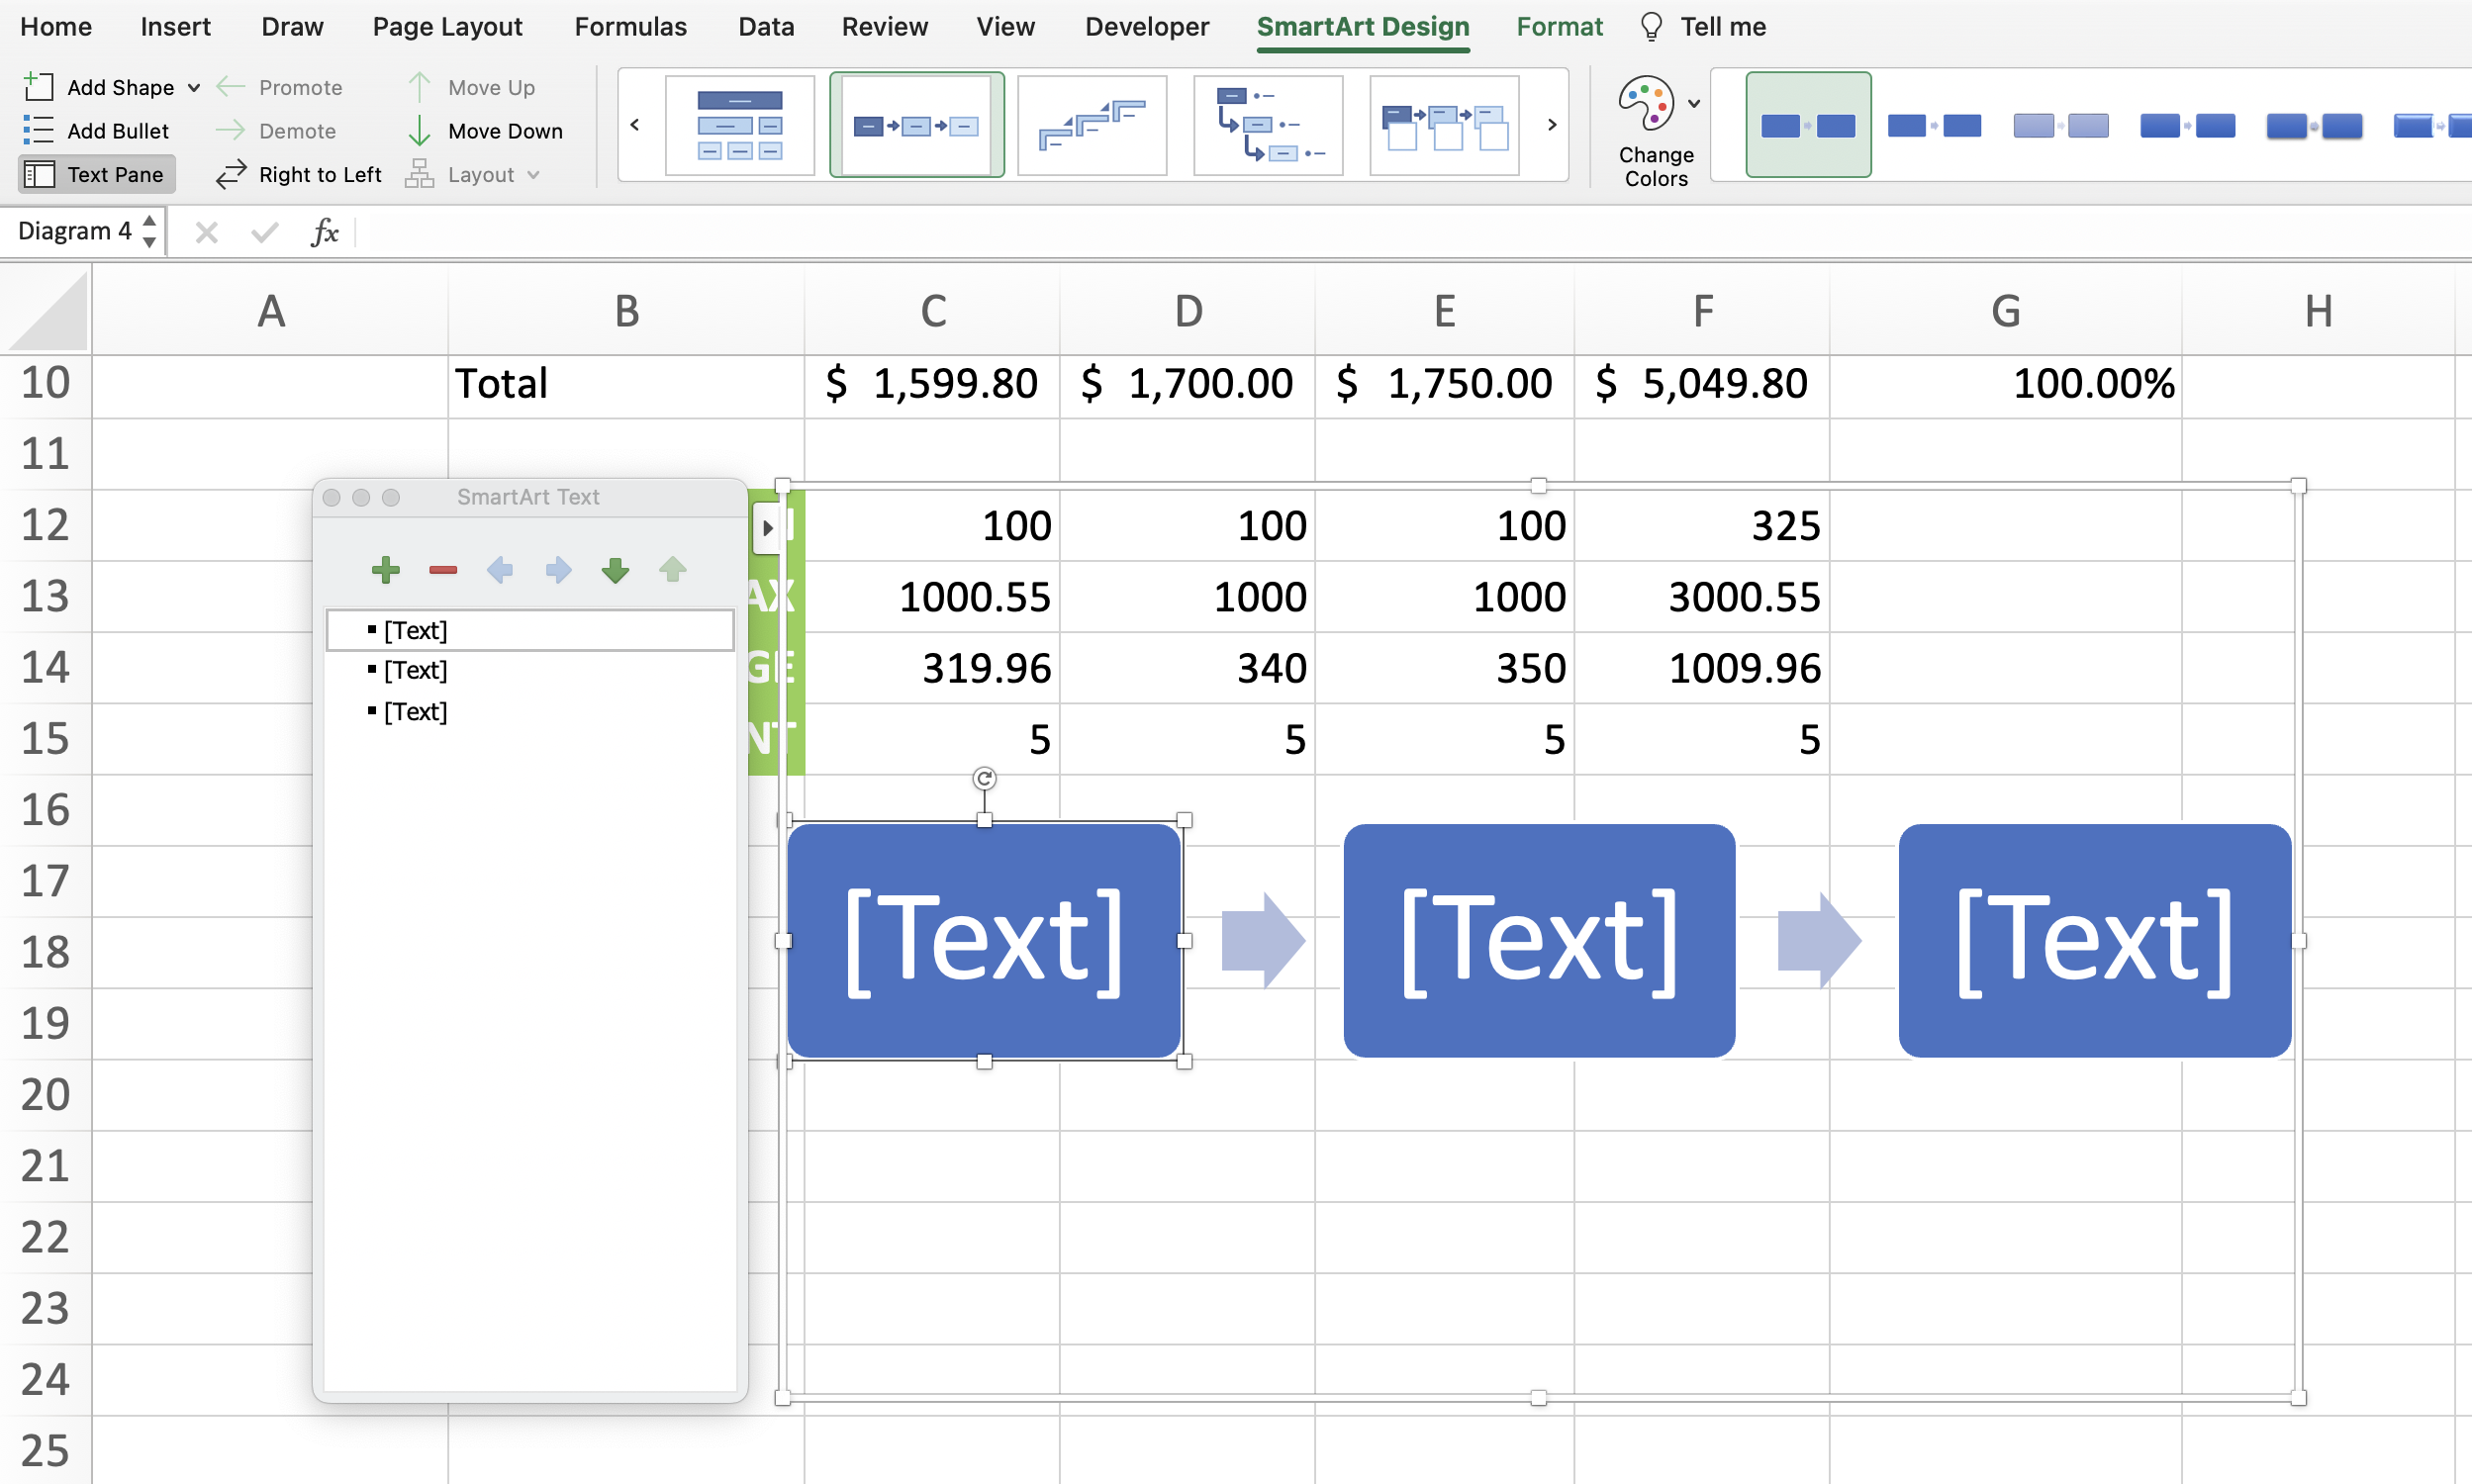 Home Insert Draw Page Layout Formulas Data Review View Developer SmartArt Design Format Tell me
Add Shape Promote Move Up
Add Bullet Demote Move Down
Text Pane Right to Left Layout
Change
Colors
Diagram 4 fx
A B C D E F G H
10 Total $ 1,599.80 $ 1,700.00 $ 1,750.00 $ 5,049.80 100.00%
11
SmartArt Text
12 100 100 100 325
13 AX 1000.55 1000 1000 3000.55
[Text]
14 GE 319.96 340 350 1009.96
[Text]
[Text]
15 NT 5 5 5 5
16
17
18 [Text] [Text] [Text]
19
20
21
22
23
24
25